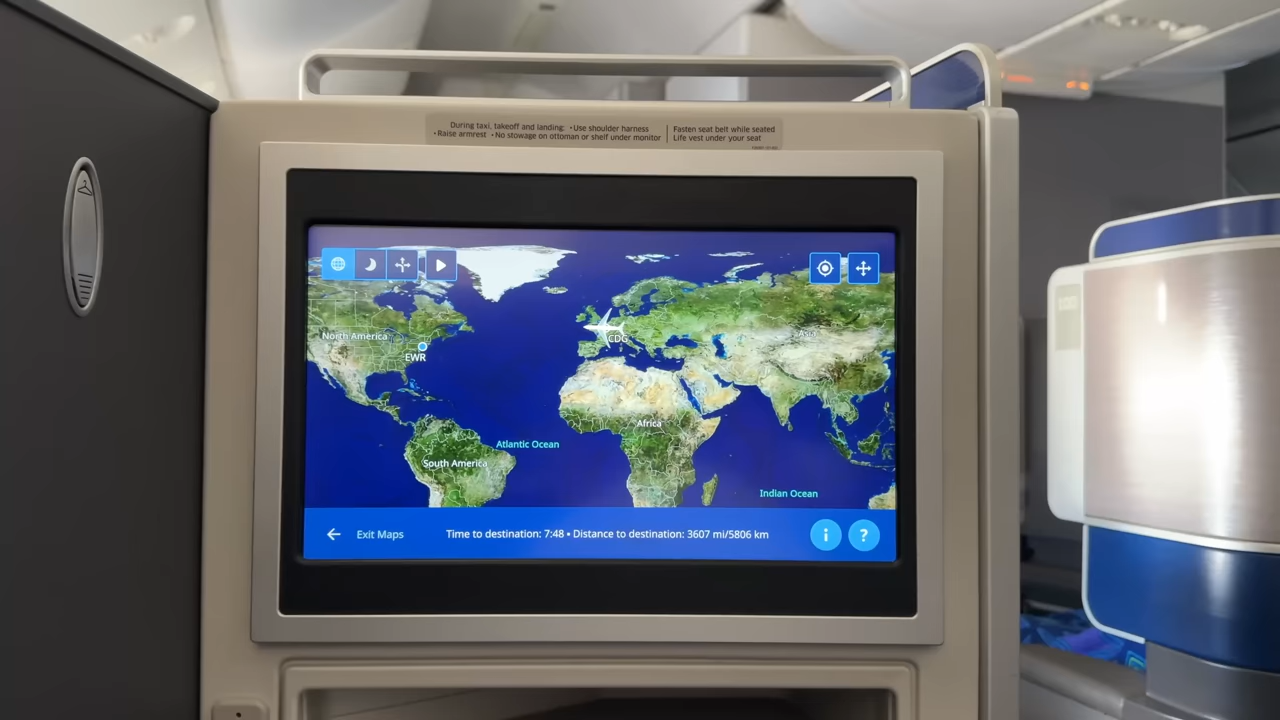 During taxi, takeoff and landing: •Use shoulder harness
•Raise armrest •No stowage on ottoman or shelf under monitor
Fasten seat belt while seated
Life vest under your seat
North America
EWR
CDG
Asia
Africa
Atlantic Ocean
South America
Indian Ocean
Exit Maps
Time to destination: 7:48 • Distance to destination: 3607 mi/5806 km
i
?